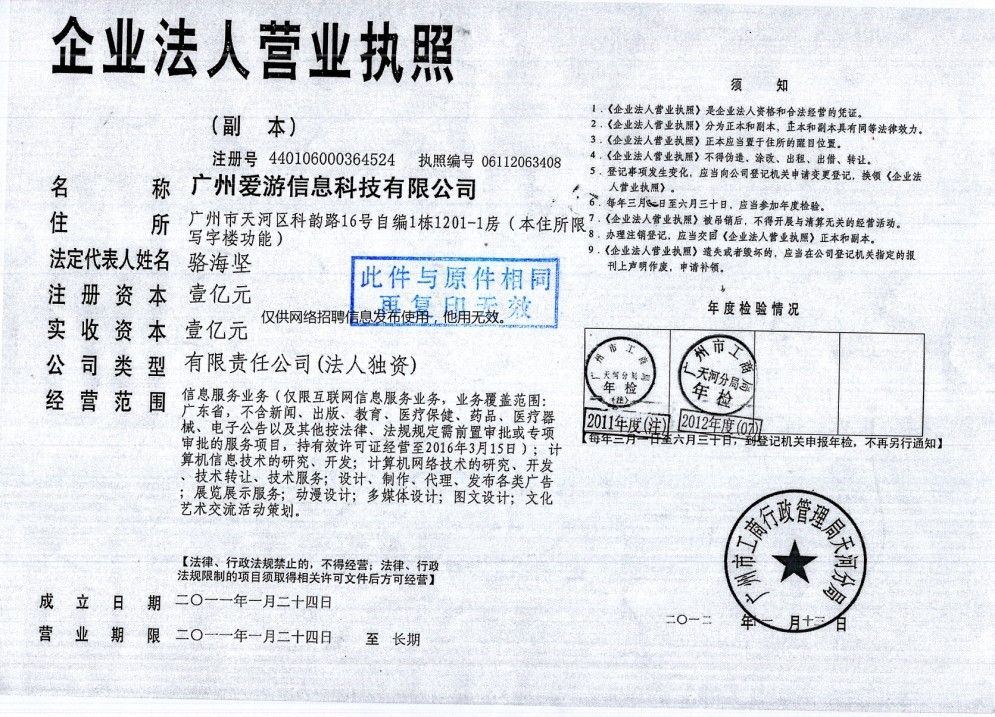 企业法人营业执照
(副 本)
注册号 440106000364524 执照编号 06112063408
名称 广州爱游信息科技有限公司
住所 广州市天河区科韵路16号自编1栋1201-1房(本住所限
写字楼功能)
法定代表人姓名 骆海坚
注册资本 壹亿元
实收资本 壹亿元
公司类型 有限责任公司(法人独资)
经营范围 信息服务业务(仅限互联网信息服务业务,业务覆盖范围:
广东省,不含新闻、出版、教育、医疗保健、药品、医疗器
械、电子公告以及其他按法律、法规规定需前置审批或专项
审批的服务项目,持有效许可证经营至2016年3月15日);计
算机信息技术的研究、开发;计算机网络技术的研究、开发
、技术转让、技术服务;设计、制作、代理、发布各类广告
;展览展示服务;动漫设计;多媒体设计;图文设计;文化
艺术交流活动策划。
【法律、行政法规禁止的,不得经营;法律、行政
法规限制的项目须取得相关许可文件后方可经营】
成立日期 二〇一一年一月二十四日
营业期限 二〇一一年一月二十四日 至 长期
此件与原件相同
再复印无效
仅供网络招聘信息发布使用,他用无效。
须知
1.《企业法人营业执照》是企业法人资格和合法经营的凭证。
2.《企业法人营业执照》分为正本和副本,正本和副本具有同等法律效力。
3.《企业法人营业执照》正本应当置于住所的醒目位置。
4.《企业法人营业执照》不得伪造、涂改、出租、出借、转让。
5.登记事项发生变化,应当向公司登记机关申请变更登记,换领《企业法
人营业执照》。
6.每年三月一日至六月三十日,应当参加年度检验。
7.《企业法人营业执照》被吊销后,不得开展与清算无关的经营活动。
8.办理注销登记,应当交回《企业法人营业执照》正本和副本。
9.《企业法人营业执照》遗失或者毁坏的,应当在公司登记机关指定的报
刊上声明作废,申请补领。
年度检验情况
广州市工商局
天河分局
年检
2011年度(注)
广州市工商局
天河分局
年检
2012年度(07)
【每年三月一日至六月三十日,到登记机关申报年检,不再另行通知】
广州市工商行政管理局天河分局
二〇一二 年 一 月十三日